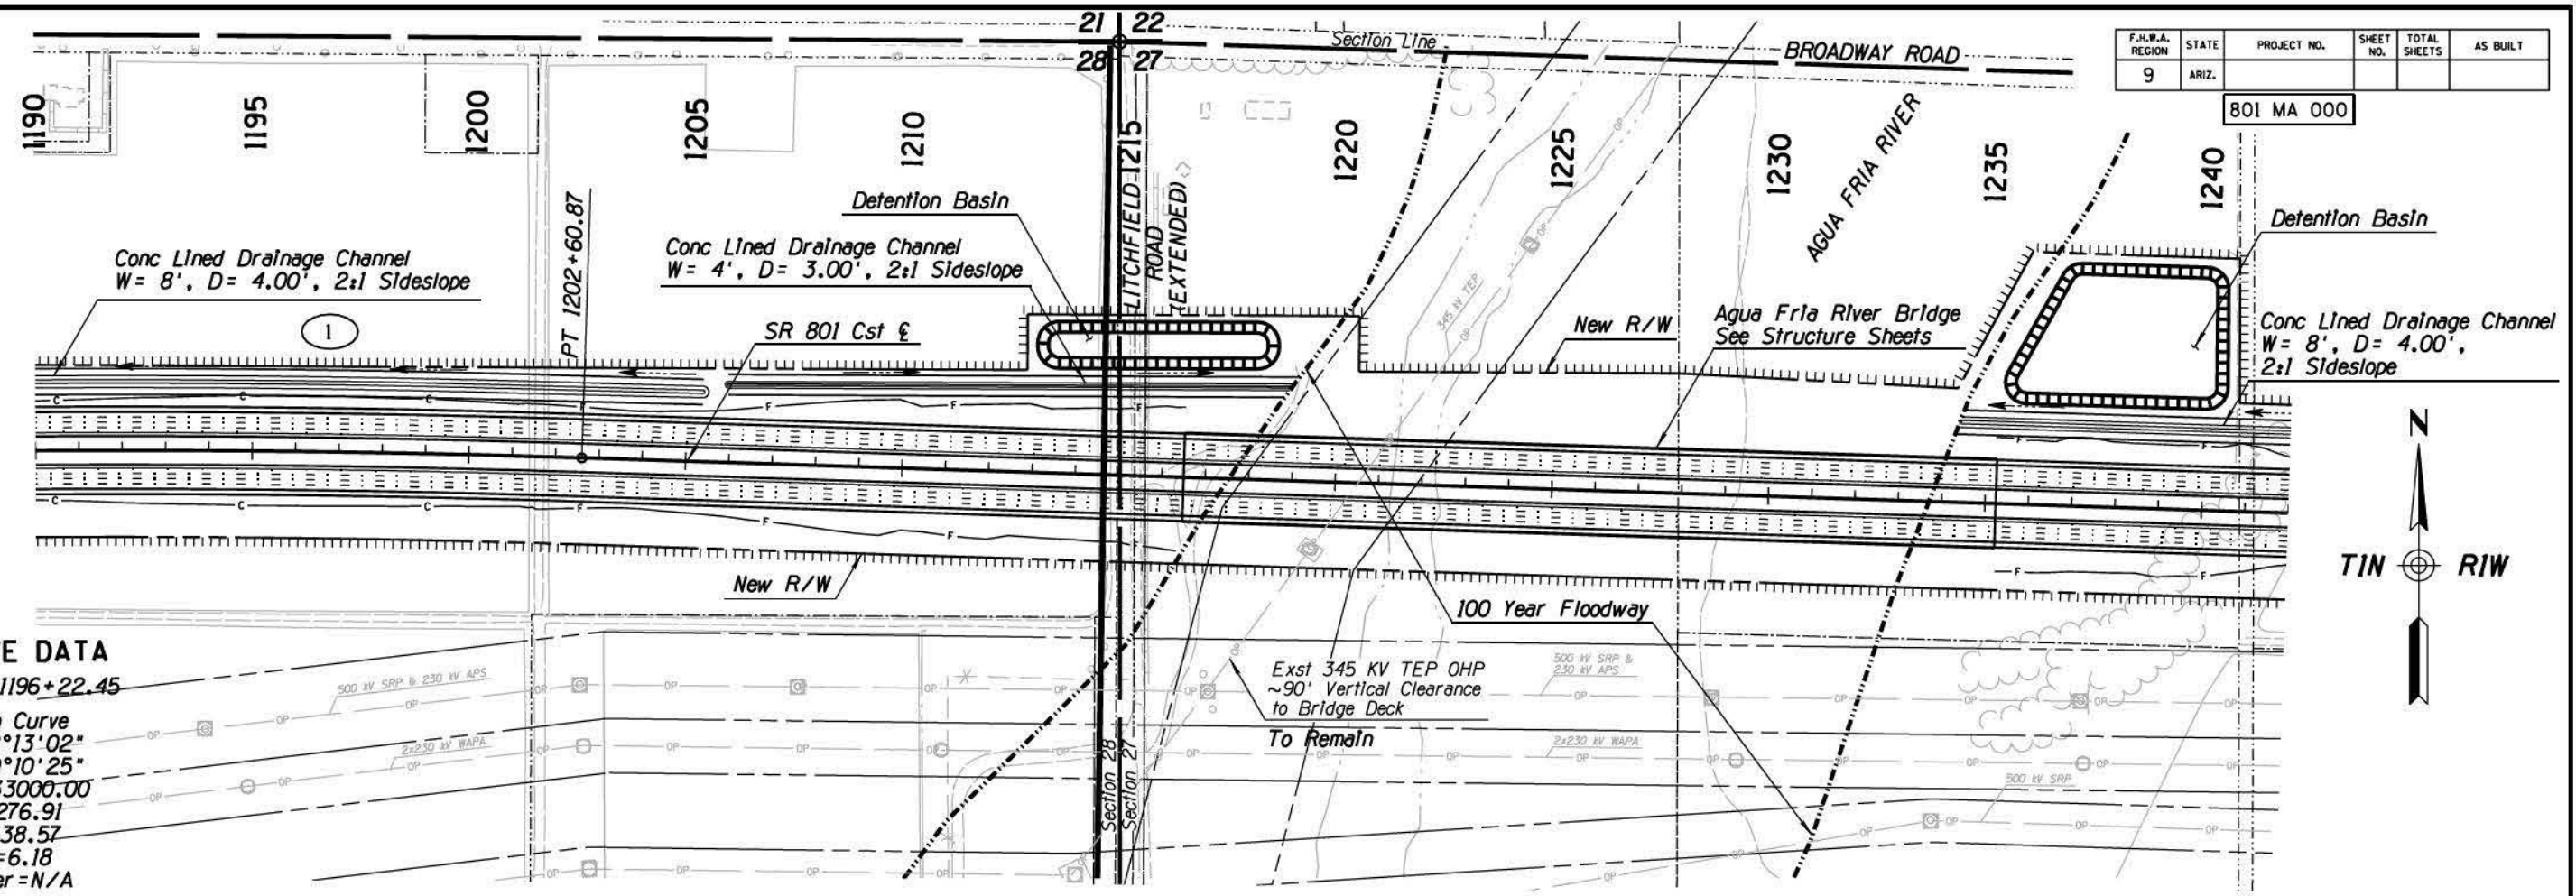 21 22
28 27
Section Line
BROADWAY ROAD
F.H.W.A. REGION
STATE
PROJECT NO.
SHEET NO.
TOTAL SHEETS
AS BUILT
9
ARIZ.
801 MA 000
1190
1195
1200
1205
1210
1215
1220
1225
1230
1235
1240
LITCHFIELD
ROAD
(EXTENDED)
AGUA FRIA RIVER
PT 1202+60.87
Detention Basin
Detention Basin
Conc Lined Drainage Channel
W= 8', D= 4.00', 2:1 Sideslope
1
Conc Lined Drainage Channel
W= 4', D= 3.00', 2:1 Sideslope
SR 801 Cst ℄
345 KV TEP
New R/W
Agua Fria River Bridge
See Structure Sheets
Conc Lined Drainage Channel
W= 8', D= 4.00',
2:1 Sideslope
N
T1N R1W
New R/W
100 Year Floodway
Exst 345 KV TEP OHP
~90' Vertical Clearance
to Bridge Deck
To Remain
E DATA
1196+22.45
Curve
°13'02"
°10'25"
33000.00
276.91
38.57
=6.18
er=N/A
500 KV SRP & 230 KV APS
2x230 KV WAPA
500 KV SRP &
230 KV APS
2x230 KV WAPA
500 KV SRP
Section 28
Section 27